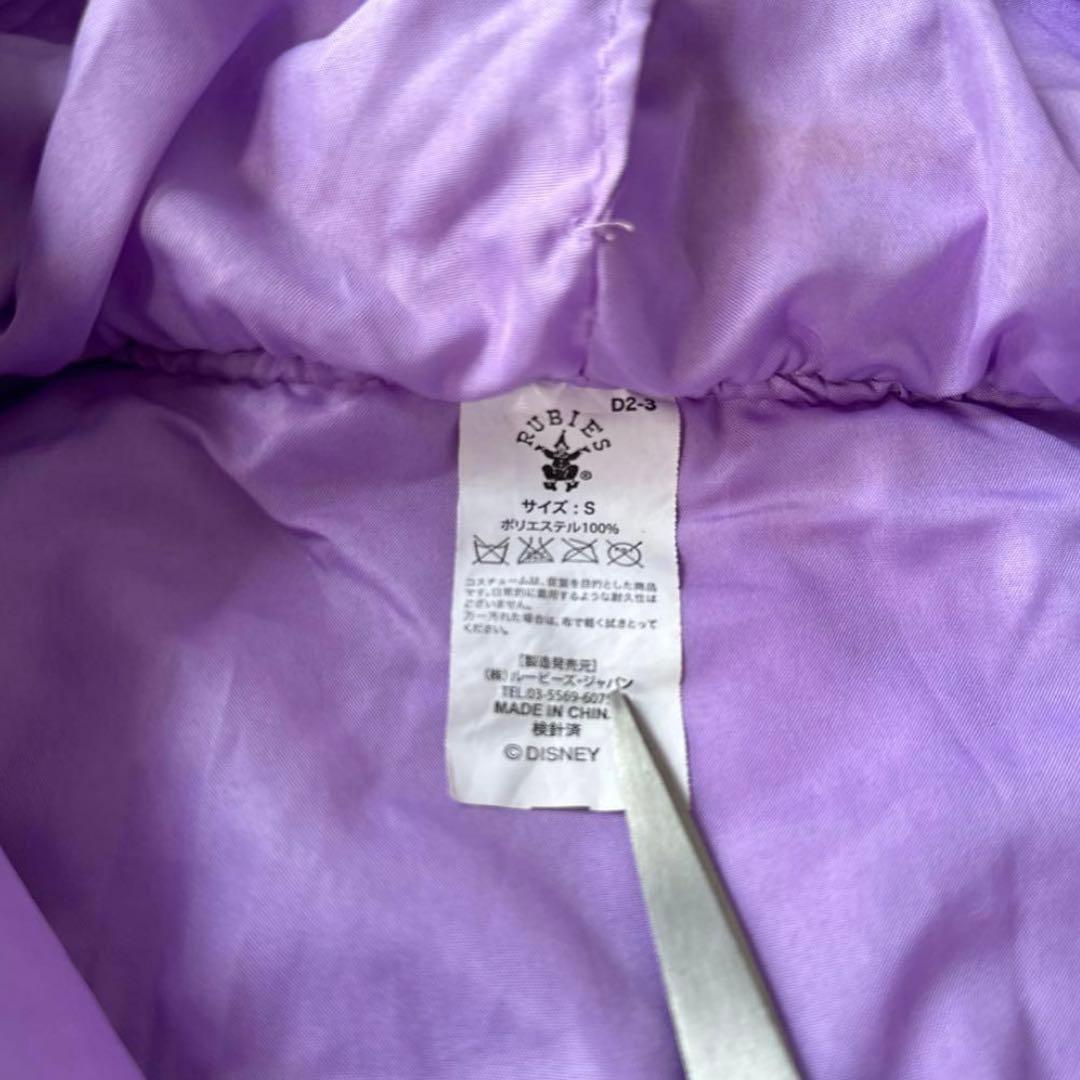 D2-3
RUBIES
®
サイズ : S
ポリエステル100%
コスチュームは、仮装を目的とした商品
です。日常的に着用するような耐久性は
ございません。
万一汚れた場合は、布で軽く拭きとって
ください。
[製造発売元]
(株)ルービーズ・ジャパン
TEL:03-5569-607
MADE IN CHIN
検針済
© DISNEY